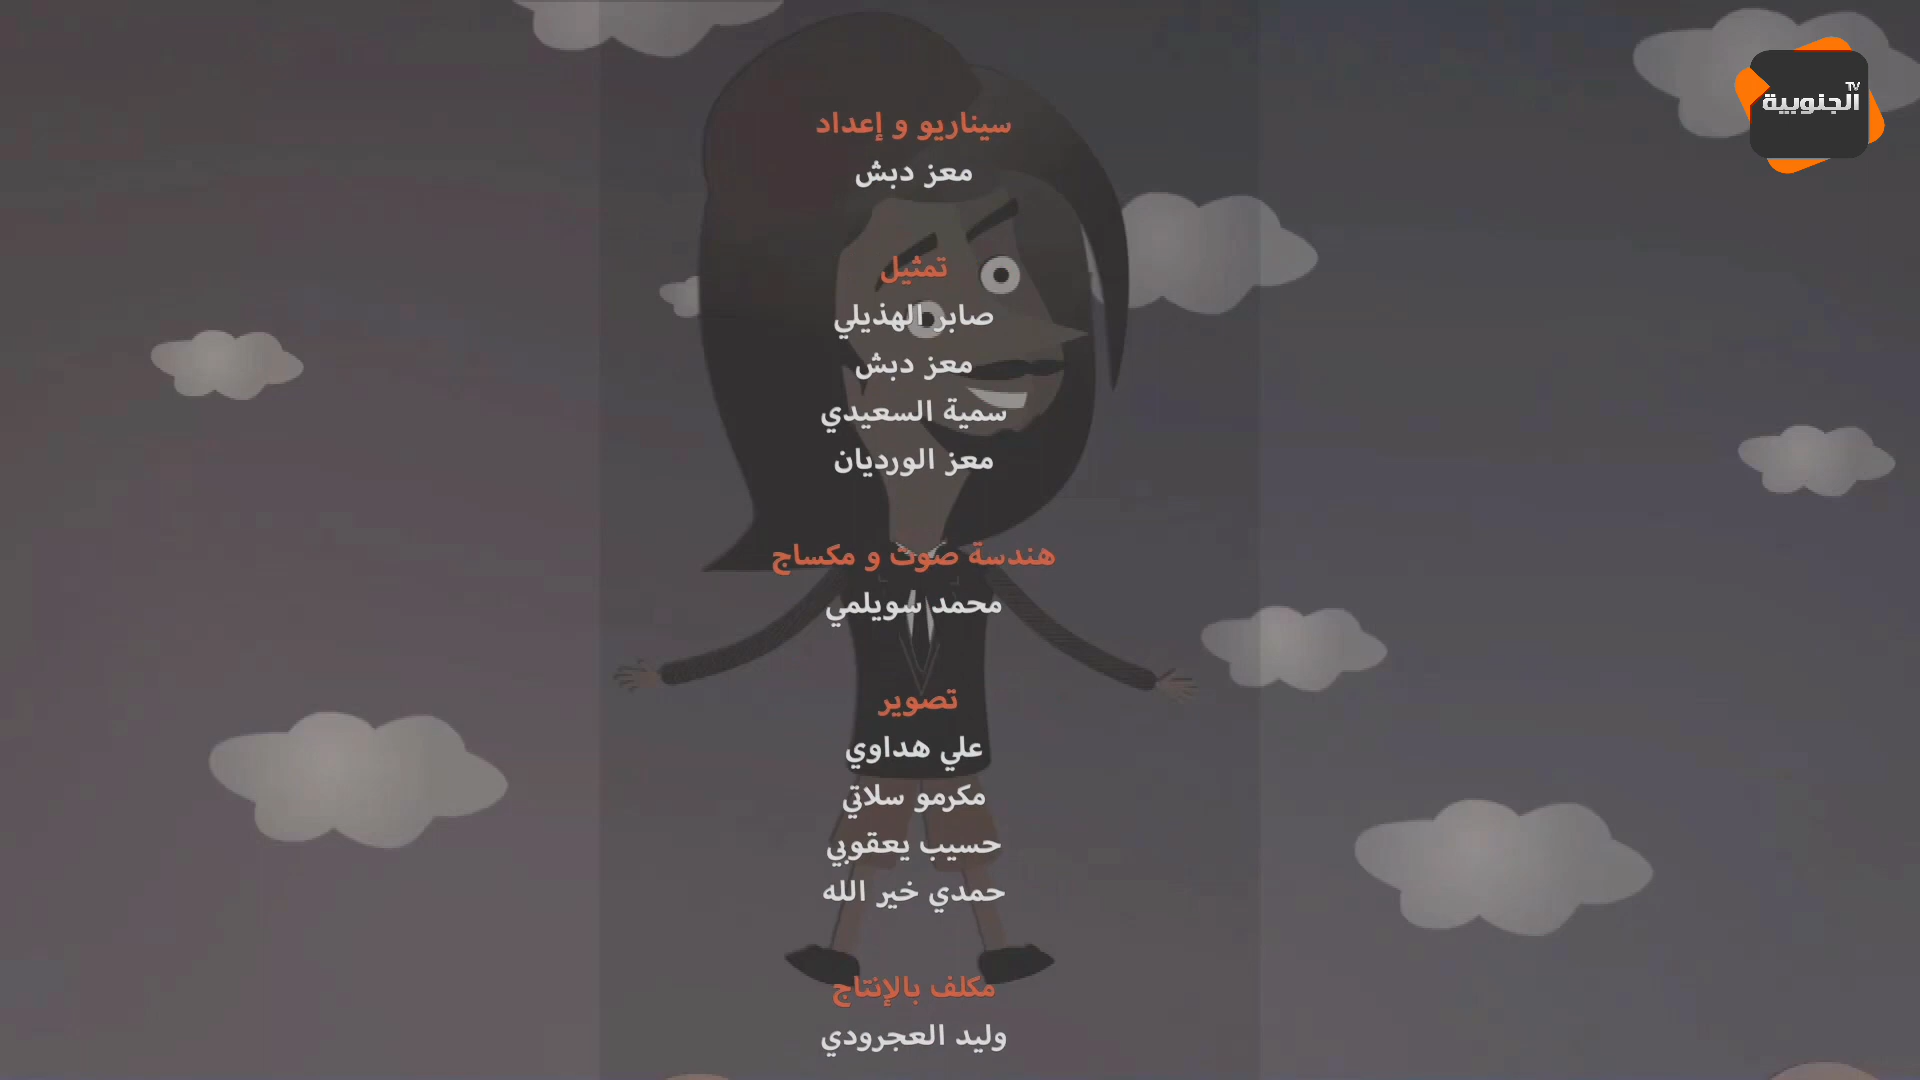 TV
الجنوبية
سيناريو و إعداد
معز دبش
تمثيل
صابر الهذيلي
معز دبش
سمية السعيدي
معز الورديان
هندسة صوت و مكساج
محمد سويلمي
تصوير
علي هداوي
مكرمو سلاتي
حسيب يعقوبي
حمدي خير الله
مكلف بالإنتاج
وليد العجرودي